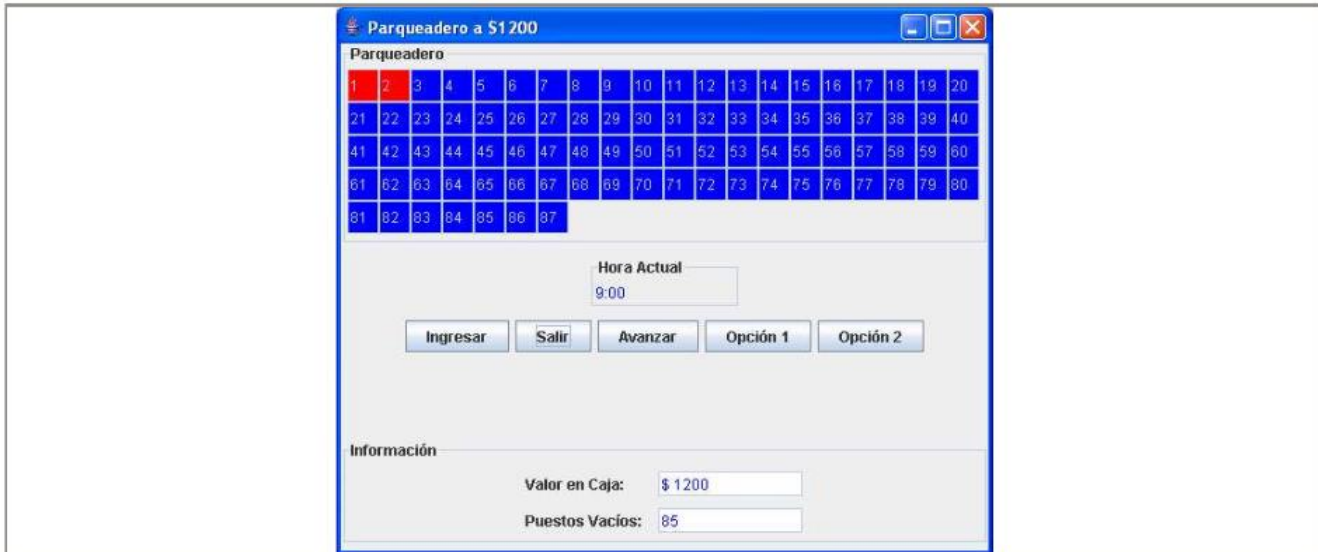 Parqueadero a $1200
Parqueadero
1 2 3 4 5 6 7 8 9 10 11 12 13 14 15 16 17 18 19 20
21 22 23 24 25 26 27 28 29 30 31 32 33 34 35 36 37 38 39 40
41 42 43 44 45 46 47 48 49 50 51 52 53 54 55 56 57 58 59 60
61 62 63 64 65 66 67 68 69 70 71 72 73 74 75 76 77 78 79 80
81 82 83 84 85 86 87
Hora Actual
9:00
Ingresar Salir Avanzar Opción 1 Opción 2
Información
Valor en Caja: $ 1200
Puestos Vacíos: 85